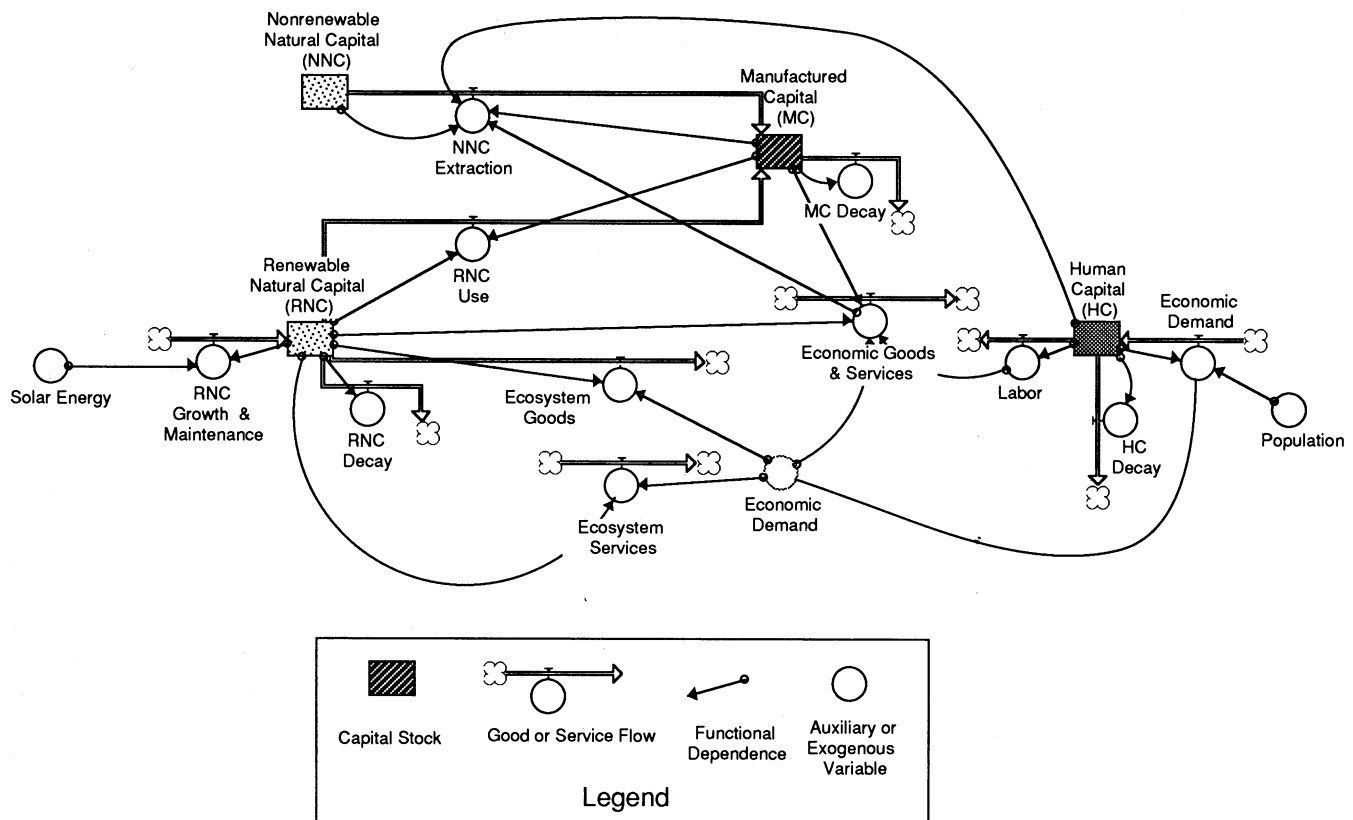 Nonrenewable
Natural Capital
(NNC)
Manufactured
Capital
(MC)
NNC
Extraction
MC Decay
RNC
Use
Renewable
Natural Capital
(RNC)
Human
Capital
(HC)
Economic
Demand
Solar Energy
RNC
Growth &
Maintenance
RNC
Decay
Ecosystem
Goods
Economic Goods
& Services
Labor
HC
Decay
Population
Ecosystem
Services
Economic
Demand
Capital Stock
Good or Service Flow
Functional
Dependence
Auxiliary or
Exogenous
Variable
Legend